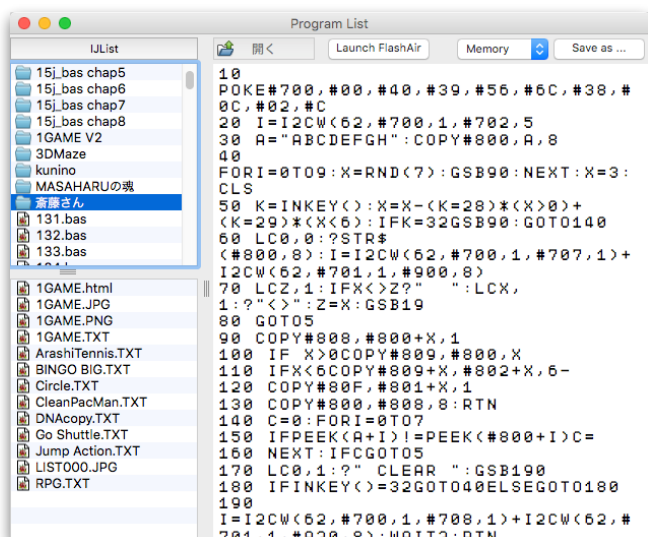 Program List
IJList
開く
Launch FlashAir
Memory
Save as ...
15j_bas chap5
15j_bas chap6
15j_bas chap7
15j_bas chap8
1GAME V2
3DMaze
kunino
MASAHARUの魂
斎藤さん
131.bas
132.bas
133.bas
1GAME.html
1GAME.JPG
1GAME.PNG
1GAME.TXT
ArashiTennis.TXT
BINGO BIG.TXT
Circle.TXT
CleanPacMan.TXT
DNAcopy.TXT
Go Shuttle.TXT
Jump Action.TXT
LIST000.JPG
RPG.TXT
10
POKE#700,#00,#40,#39,#56,#6C,#38,#
0C,#02,#C
20 I=I2CW(62,#700,1,#702,5
30 A="ABCDEFGH":COPY#800,A,8
40
FORI=0TO9:X=RND(7):GSB90:NEXT:X=3:
CLS
50 K=INKEY():X=X-(K=28)*(X>0)+
(K=29)*(X<6):IFK=32GSB90:GOTO140
60 LC0,0:?STR$
(#800,8):I=I2CW(62,#700,1,#707,1)+
I2CW(62,#701,1,#900,8)
70 LCZ,1:IFX<>Z?"  ":LCX,
1:?"<>":Z=X:GSB19
80 GOTO5
90 COPY#808,#800+X,1
100 IF X>0COPY#809,#800,X
110 IFX<6COPY#809+X,#802+X,6-
120 COPY#80F,#801+X,1
130 COPY#800,#808,8:RTN
140 C=0:FORI=0TO7
150 IFPEEK(A+I)!=PEEK(#800+I)C=
160 NEXT:IFCGOTO5
170 LC0,1:?" CLEAR ":GSB190
180 IFINKEY()=32GOTO40ELSEGOTO180
190
I=I2CW(62,#700,1,#708,1)+I2CW(62,#
701,1,#920,8):WAIT2:RTN